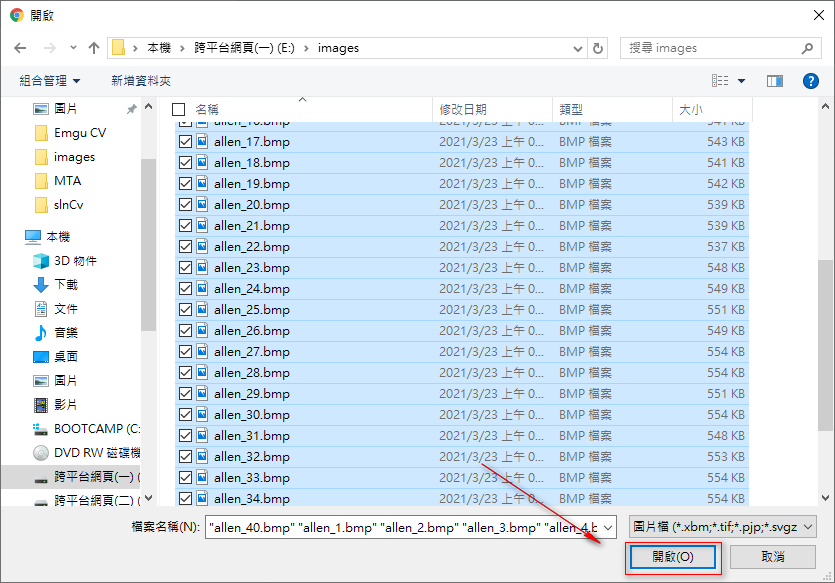 開啟
本機 跨平台網頁(一) (E:) images
搜尋 images
組合管理 新增資料夾
名稱 修改日期 類型 大小
圖片
Emgu CV
images
MTA
slnCv
本機
3D 物件
下載
文件
音樂
桌面
圖片
影片
BOOTCAMP (C:
DVD RW 磁碟機
跨平台網頁(一) (
跨平台網頁(二) (
allen_16.bmp 2021/3/23 上午 0... BMP 檔案 541 KB
allen_17.bmp 2021/3/23 上午 0... BMP 檔案 543 KB
allen_18.bmp 2021/3/23 上午 0... BMP 檔案 541 KB
allen_19.bmp 2021/3/23 上午 0... BMP 檔案 542 KB
allen_20.bmp 2021/3/23 上午 0... BMP 檔案 539 KB
allen_21.bmp 2021/3/23 上午 0... BMP 檔案 539 KB
allen_22.bmp 2021/3/23 上午 0... BMP 檔案 537 KB
allen_23.bmp 2021/3/23 上午 0... BMP 檔案 548 KB
allen_24.bmp 2021/3/23 上午 0... BMP 檔案 549 KB
allen_25.bmp 2021/3/23 上午 0... BMP 檔案 551 KB
allen_26.bmp 2021/3/23 上午 0... BMP 檔案 549 KB
allen_27.bmp 2021/3/23 上午 0... BMP 檔案 554 KB
allen_28.bmp 2021/3/23 上午 0... BMP 檔案 554 KB
allen_29.bmp 2021/3/23 上午 0... BMP 檔案 551 KB
allen_30.bmp 2021/3/23 上午 0... BMP 檔案 554 KB
allen_31.bmp 2021/3/23 上午 0... BMP 檔案 548 KB
allen_32.bmp 2021/3/23 上午 0... BMP 檔案 553 KB
allen_33.bmp 2021/3/23 上午 0... BMP 檔案 554 KB
allen_34.bmp 2021/3/23 上午 0... BMP 檔案 554 KB
檔案名稱(N): "allen_40.bmp" "allen_1.bmp" "allen_2.bmp" "allen_3.bmp" "allen_4.b 圖片檔 (*.xbm;*.tif;*.pjp;*.svgz
開啟(O) 取消